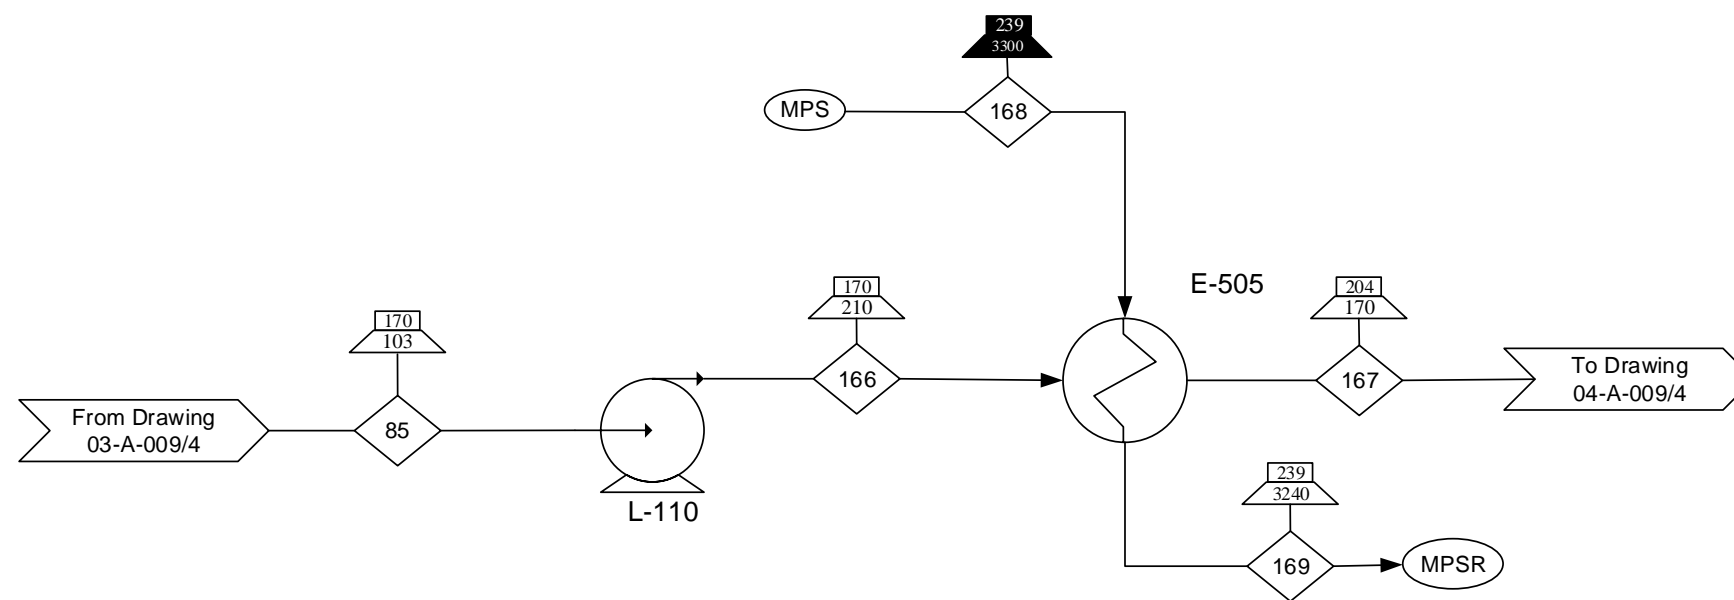 239
3300
MPS
168
E-505
170
210
204
170
170
103
166
167
To Drawing
04-A-009/4
From Drawing
03-A-009/4
85
L-110
239
3240
169
MPSR